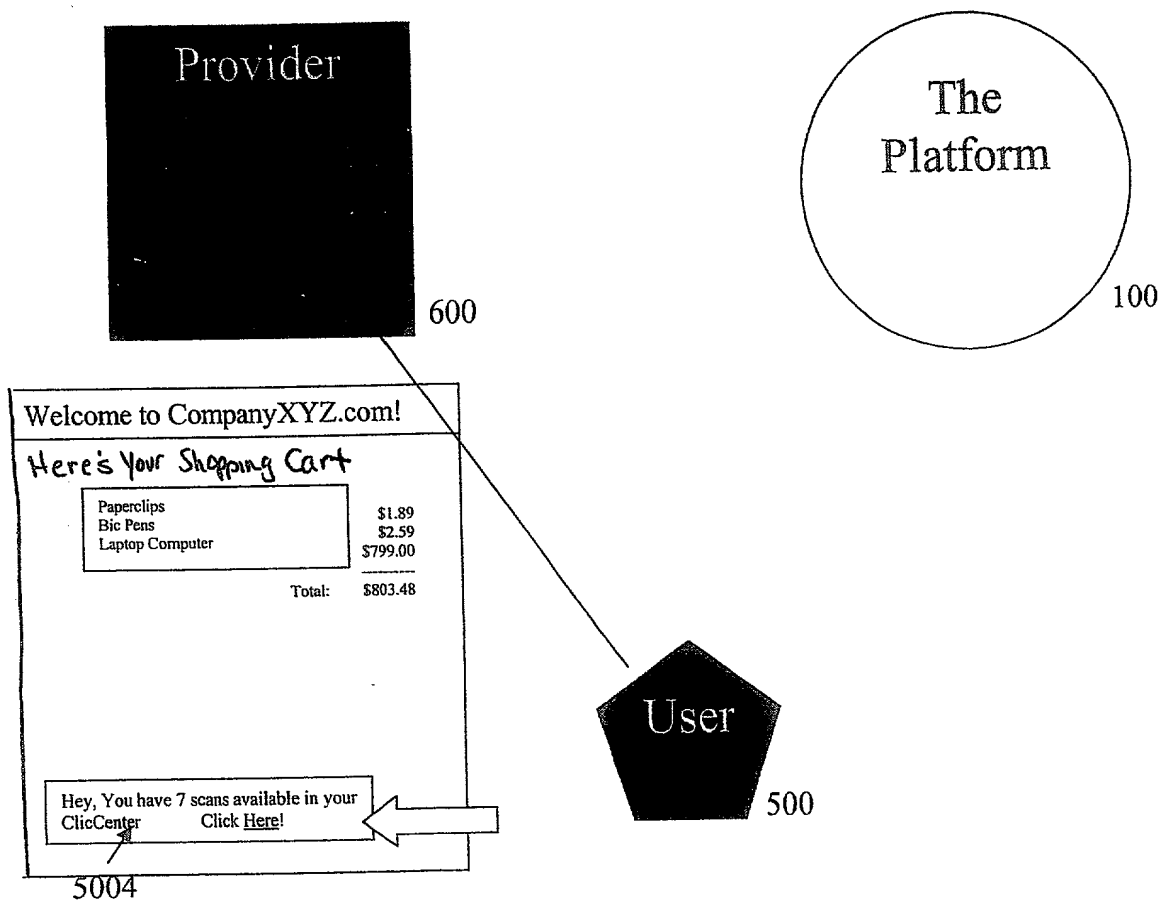 Provider
The
Platform
600
100
Welcome to CompanyXYZ.com!
Here's Your Shopping Cart
Paperclips $1.89
Bic Pens $2.59
Laptop Computer $799.00
Total: $803.48
User
500
Hey, You have 7 scans available in your
ClicCenter Click Here!
5004